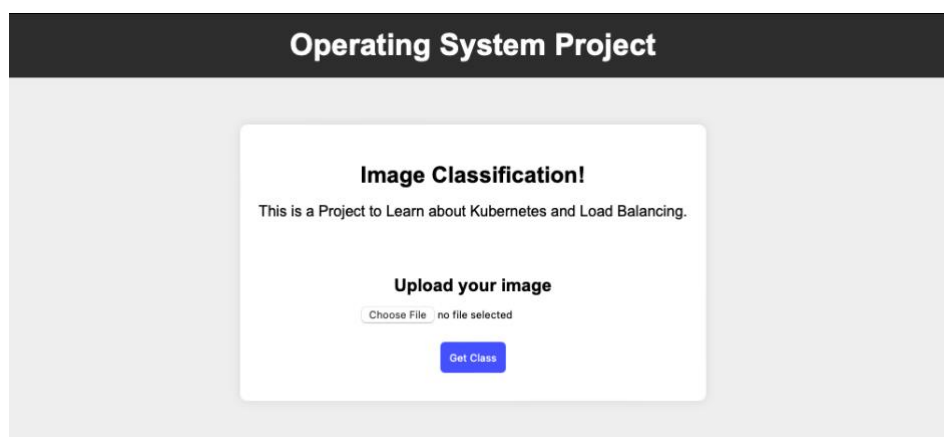 Operating System Project
Image Classification!
This is a Project to Learn about Kubernetes and Load Balancing.
Upload your image
Choose File no file selected
Get Class